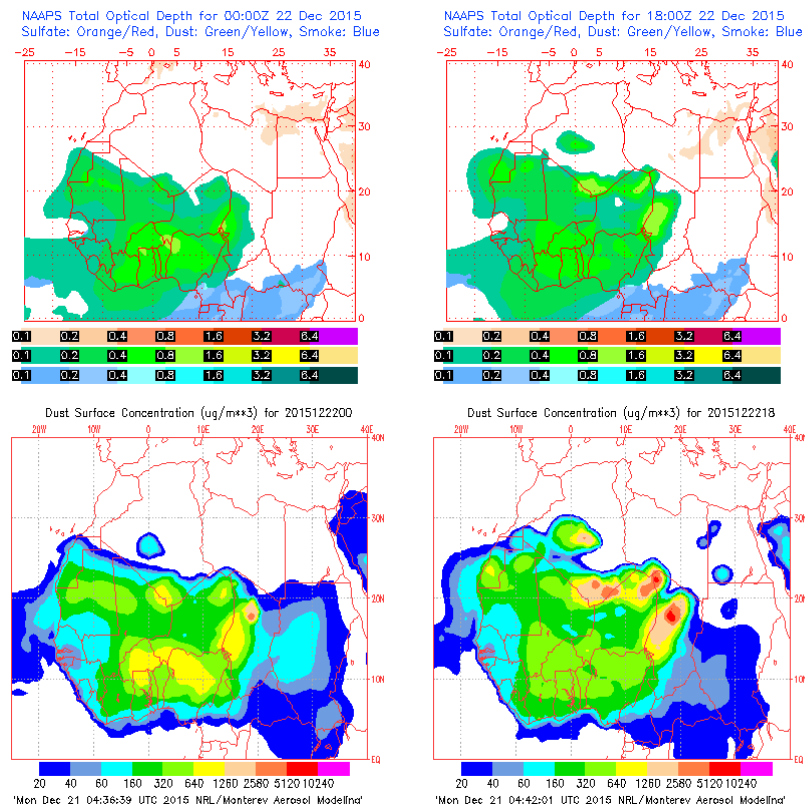 NAAPS Total Optical Depth for 00:00Z 22 Dec 2015
Sulfate: Orange/Red, Dust: Green/Yellow, Smoke: Blue
-25 -15 -5 5 15 25 35
40
30
20
10
0
0.1 0.2 0.4 0.8 1.6 3.2 6.4
0.1 0.2 0.4 0.8 1.6 3.2 6.4
0.1 0.2 0.4 0.8 1.6 3.2 6.4
NAAPS Total Optical Depth for 18:00Z 22 Dec 2015
Sulfate: Orange/Red, Dust: Green/Yellow, Smoke: Blue
-25 -15 -5 5 15 25 35
40
30
20
10
0
0.1 0.2 0.4 0.8 1.6 3.2 6.4
0.1 0.2 0.4 0.8 1.6 3.2 6.4
0.1 0.2 0.4 0.8 1.6 3.2 6.4
Dust Surface Concentration (ug/m**3) for 2015122200
20W 10W 0 10E 20E 30E 40E
40N
30N
20N
10N
EQ
20 40 80 160 320 640 1280 2560 5120 10240
'Mon Dec 21 04:36:39 UTC 2015 NRL/Monterey Aerosol Modeling'
Dust Surface Concentration (ug/m**3) for 2015122218
20W 10W 0 10E 20E 30E 40E
40N
30N
20N
10N
EQ
20 40 80 160 320 640 1280 2560 5120 10240
'Mon Dec 21 04:42:01 UTC 2015 NRL/Monterey Aerosol Modeling'